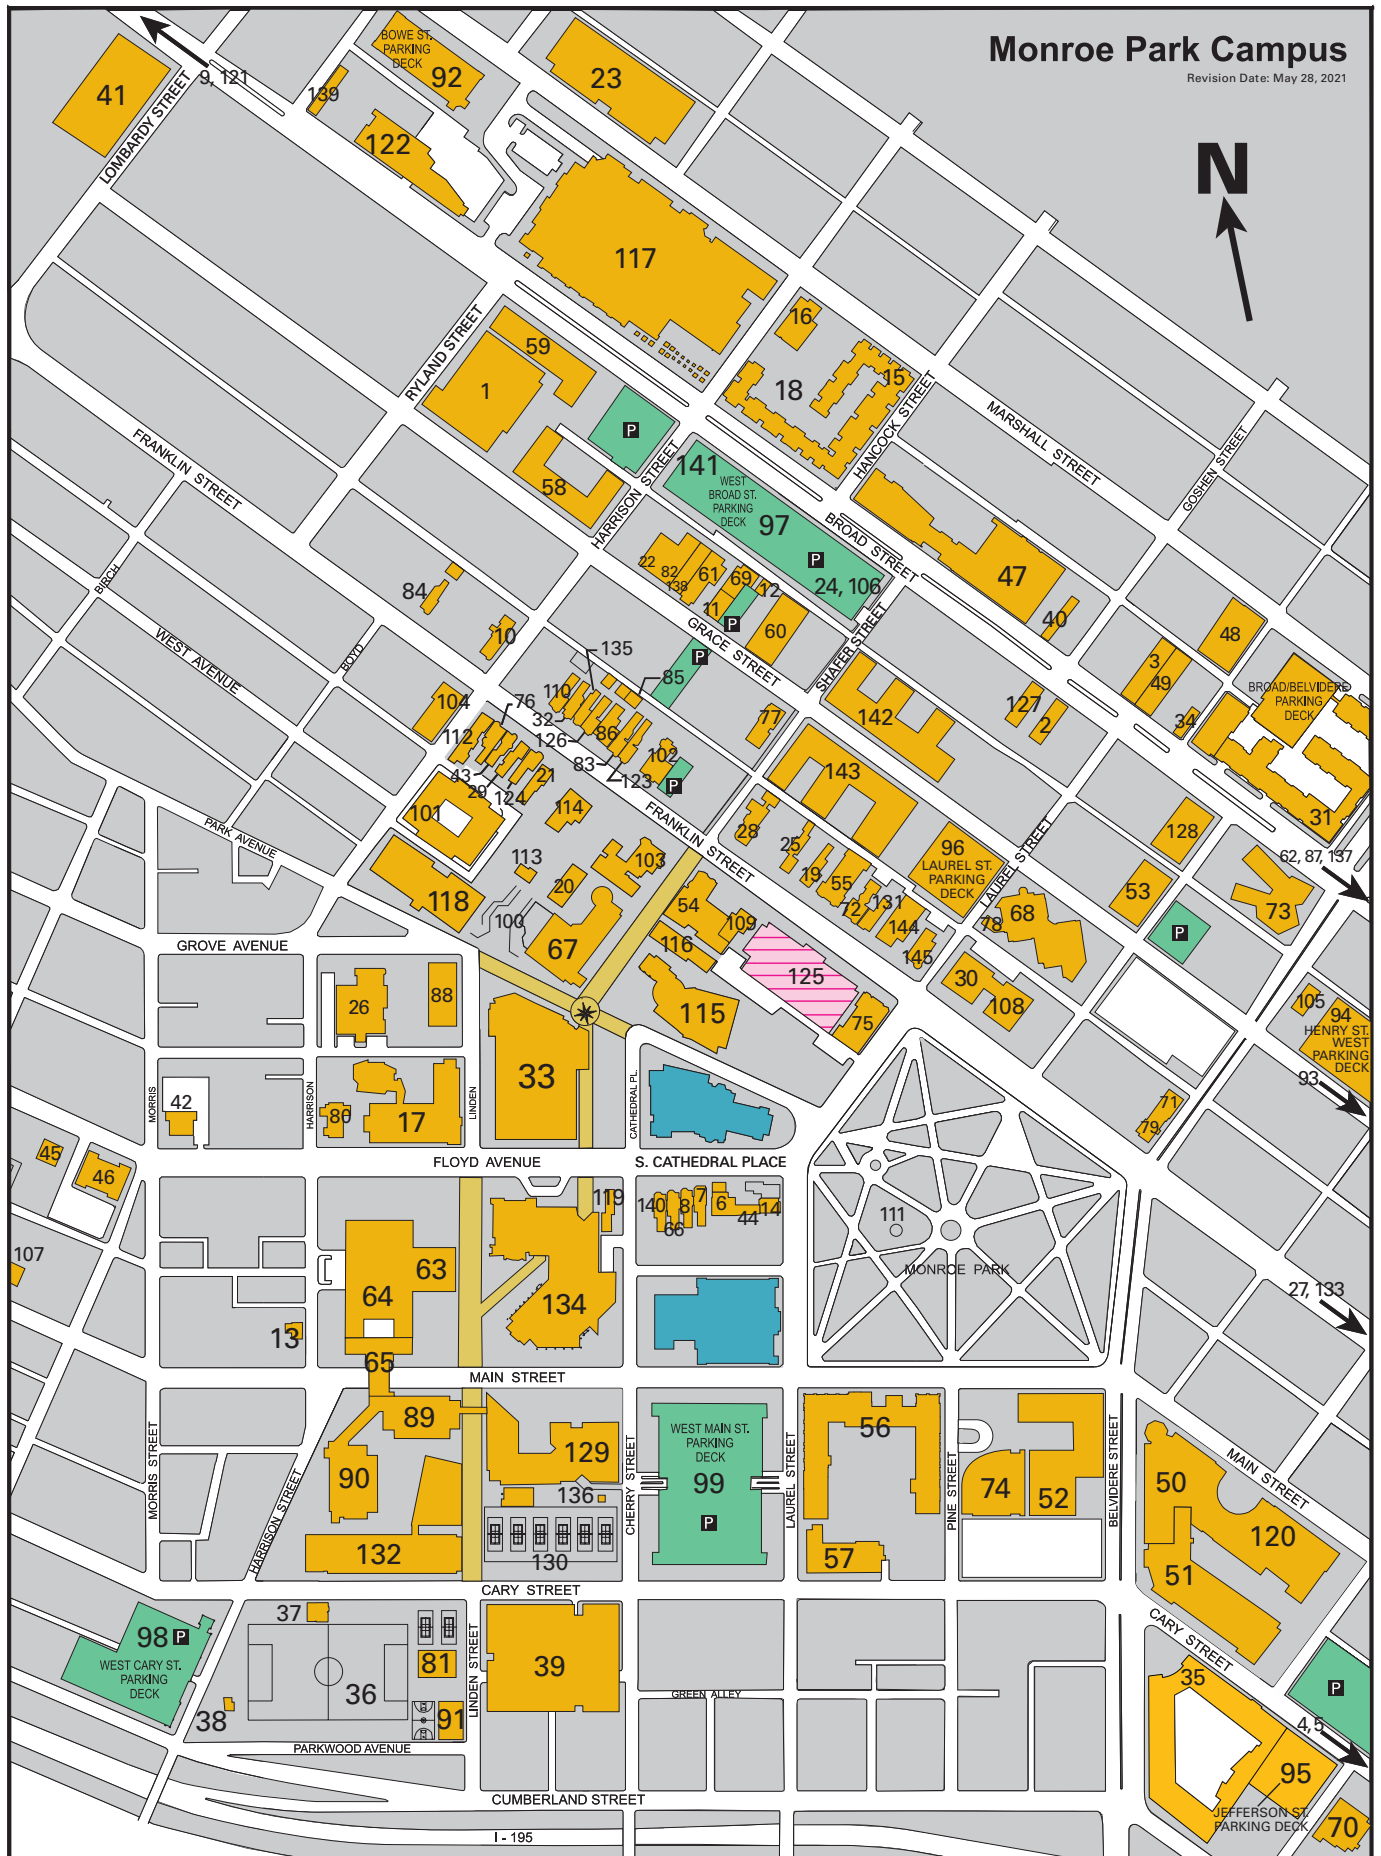 Monroe Park Campus
Revision Date: May 28, 2021
N
BOWE ST.
PARKING
DECK
92
23
9, 121
41
139
LOMBARDY STREET
122
117
16
RYLAND STREET
59
1
18
15
HANCOCK STREET
MARSHALL STREET
GOSHEN STREET
FRANKLIN STREET
P
58
HARRISON STREET
141
WEST
BROAD ST.
PARKING
DECK
97
P
24, 106
BROAD STREET
47
40
48
BIRCH
84
22
82
138
61
69
12
11
P
60
GRACE STREET
SHAFER STREET
10
WEST AVENUE
BOYD
135
P
85
3
49
BROAD/BELVIDERE
PARKING
DECK
104
76
110
32
126
86
77
142
127
2
34
112
83
102
123
P
43
29
124
21
143
31
101
114
FRANKLIN STREET
28
25
128
PARK AVENUE
113
103
19
55
96
LAUREL ST.
PARKING
DECK
LAUREL STREET
62, 87, 137
118
20
54
72
131
53
100
109
144
78
68
73
GROVE AVENUE
67
116
145
P
26
88
125
30
108
115
75
105
94
HENRY ST.
WEST
PARKING
DECK
33
93
MORRIS
42
HARRISON
80
17
LINDEN
CATHEDRAL PL.
71
79
45
46
FLOYD AVENUE
S. CATHEDRAL PLACE
119
140
66
8
7
6
44
14
111
107
63
64
134
MONROE PARK
27, 133
13
65
MAIN STREET
89
129
WEST MAIN ST.
PARKING
DECK
99
P
56
MORRIS STREET
HARRISON STREET
90
136
CHERRY STREET
LAUREL STREET
PINE STREET
74
52
BELVIDERE STREET
MAIN STREET
50
120
132
130
57
51
CARY STREET
CARY STREET
37
98
P
WEST CARY ST.
PARKING
DECK
36
81
LINDEN STREET
39
35
P
38
91
GREEN ALLEY
4, 5
PARKWOOD AVENUE
95
JEFFERSON ST.
PARKING DECK
70
CUMBERLAND STREET
I - 195